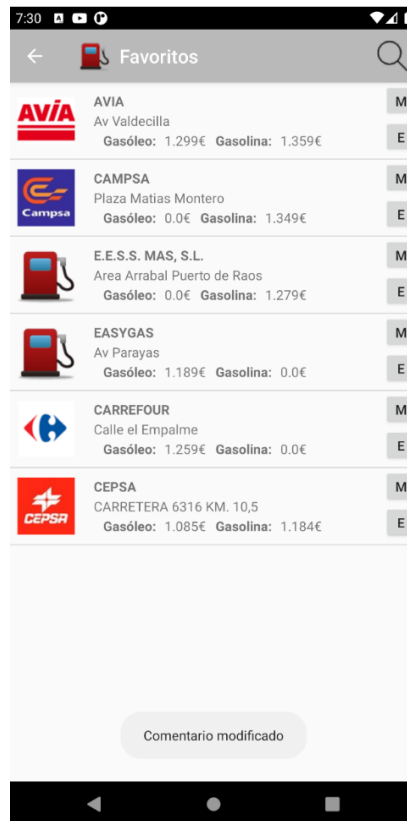 7:30
Favoritos
AVIA
AVIA
Av Valdecilla
Gasóleo: 1.299€ Gasolina: 1.359€
M
E
Campsa
CAMPSA
Plaza Matias Montero
Gasóleo: 0.0€ Gasolina: 1.349€
M
E
E.E.S.S. MAS, S.L.
Area Arrabal Puerto de Raos
Gasóleo: 0.0€ Gasolina: 1.279€
M
E
EASYGAS
Av Parayas
Gasóleo: 1.189€ Gasolina: 0.0€
M
E
CARREFOUR
Calle el Empalme
Gasóleo: 1.259€ Gasolina: 0.0€
M
E
CEPSA
CEPSA
CARRETERA 6316 KM. 10,5
Gasóleo: 1.085€ Gasolina: 1.184€
M
E
Comentario modificado